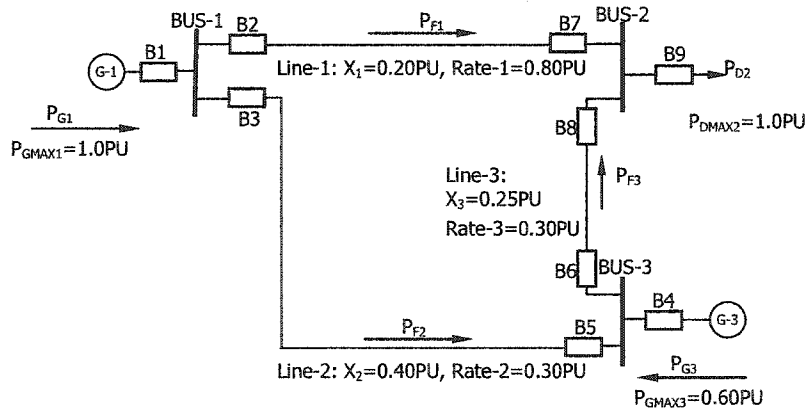 BUS-1
BUS-2
B1
B2
P_F1
B7
B9
G-1
P_D2
Line-1: X₁=0.20PU, Rate-1=0.80PU
B3
B8
P_G1
P_GMAX1=1.0PU
P_DMAX2=1.0PU
Line-3:
X₃=0.25PU
Rate-3=0.30PU
P_F3
B6
BUS-3
B4
G-3
P_F2
B5
Line-2: X₂=0.40PU, Rate-2=0.30PU
P_G3
P_GMAX3=0.60PU